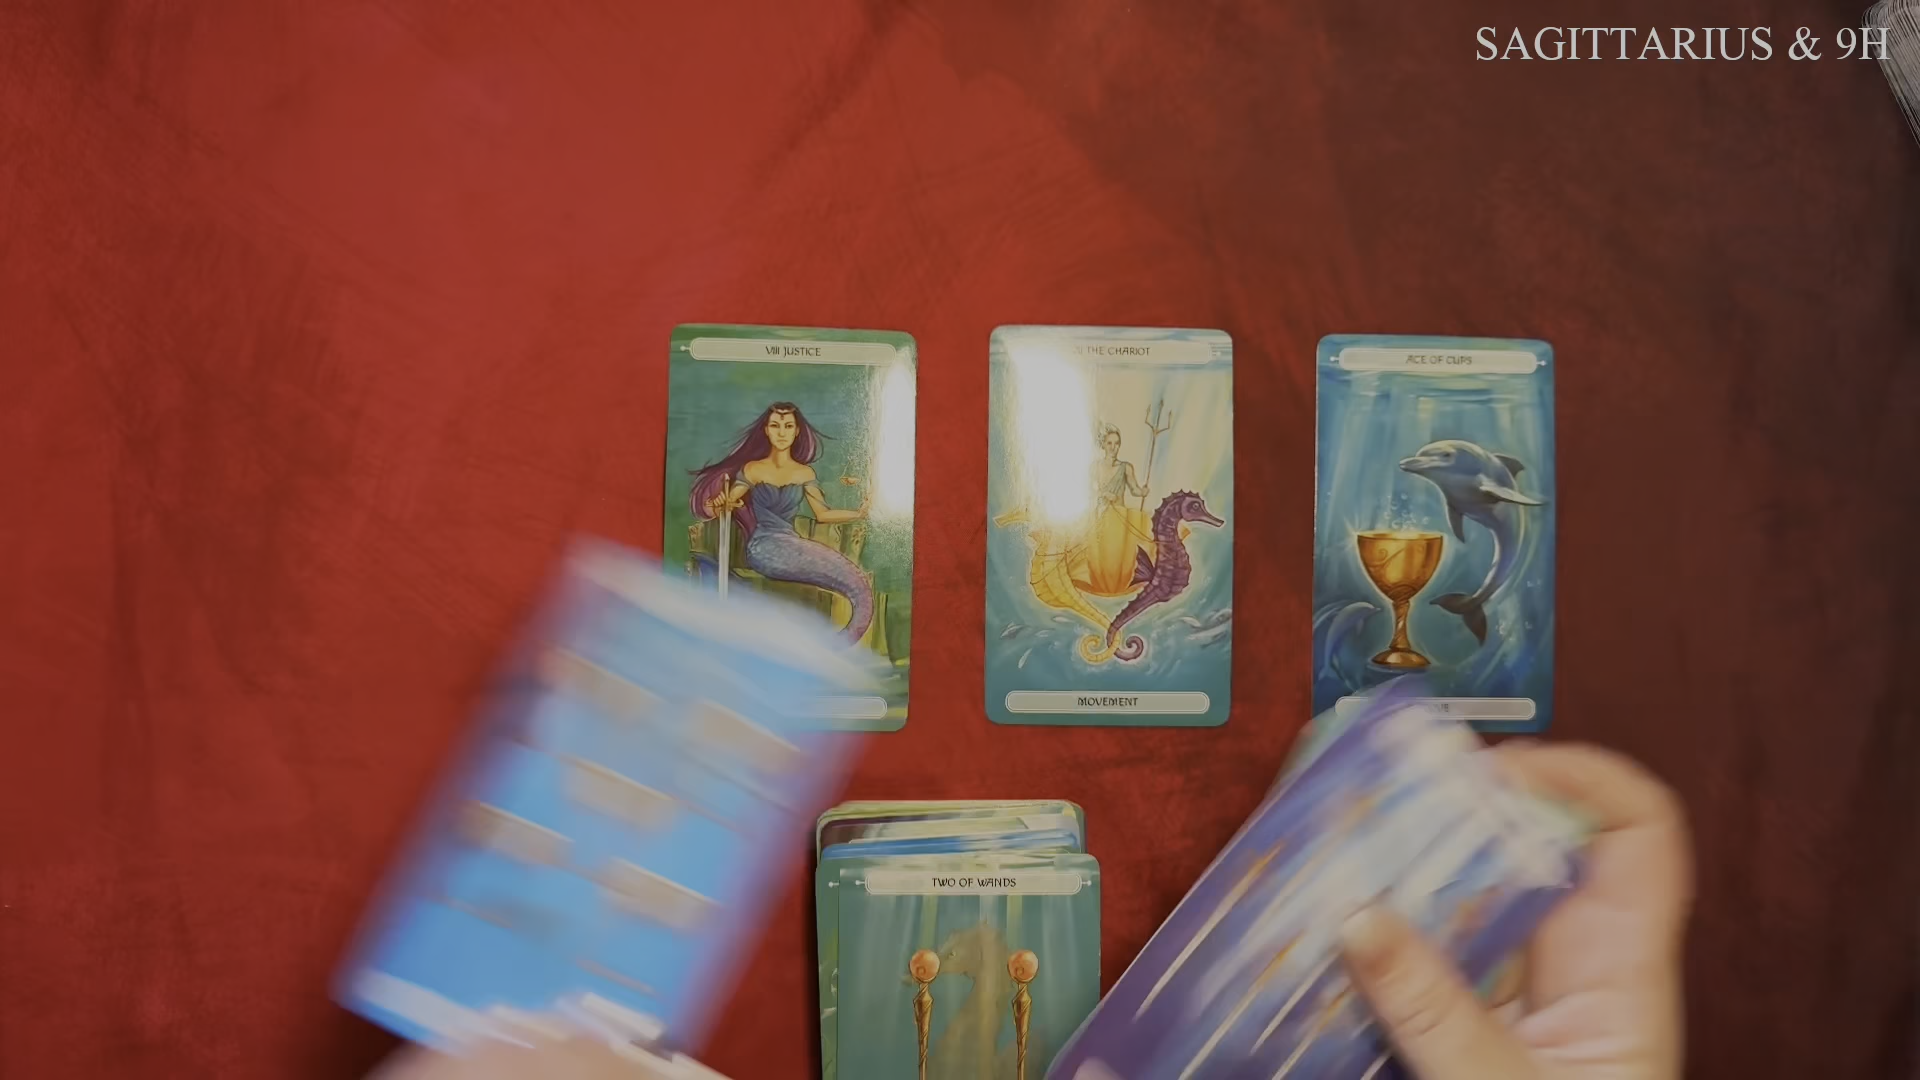 SAGITTARIUS & 9H
VIII JUSTICE
THE CHARIOT
ACE OF CUPS
MOVEMENT
TWO OF WANDS